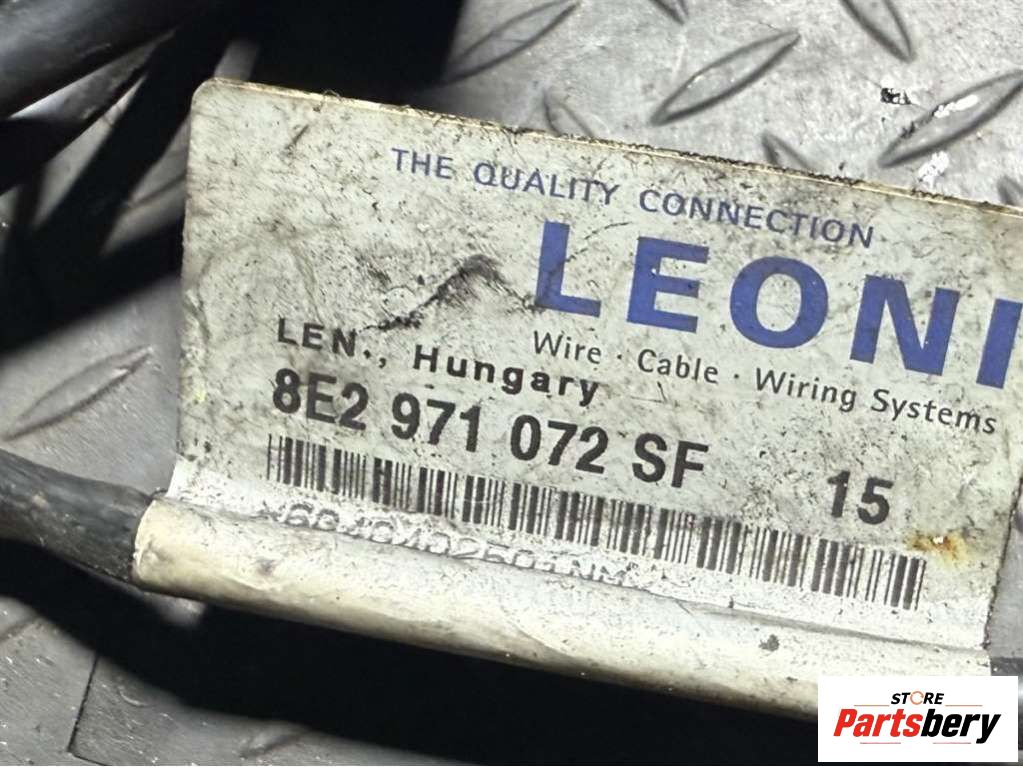 THE QUALITY CONNECTION
LEONI
Wire · Cable · Wiring Systems
LEN., Hungary
8E2 971 072 SF 15
STORE
Partsbery